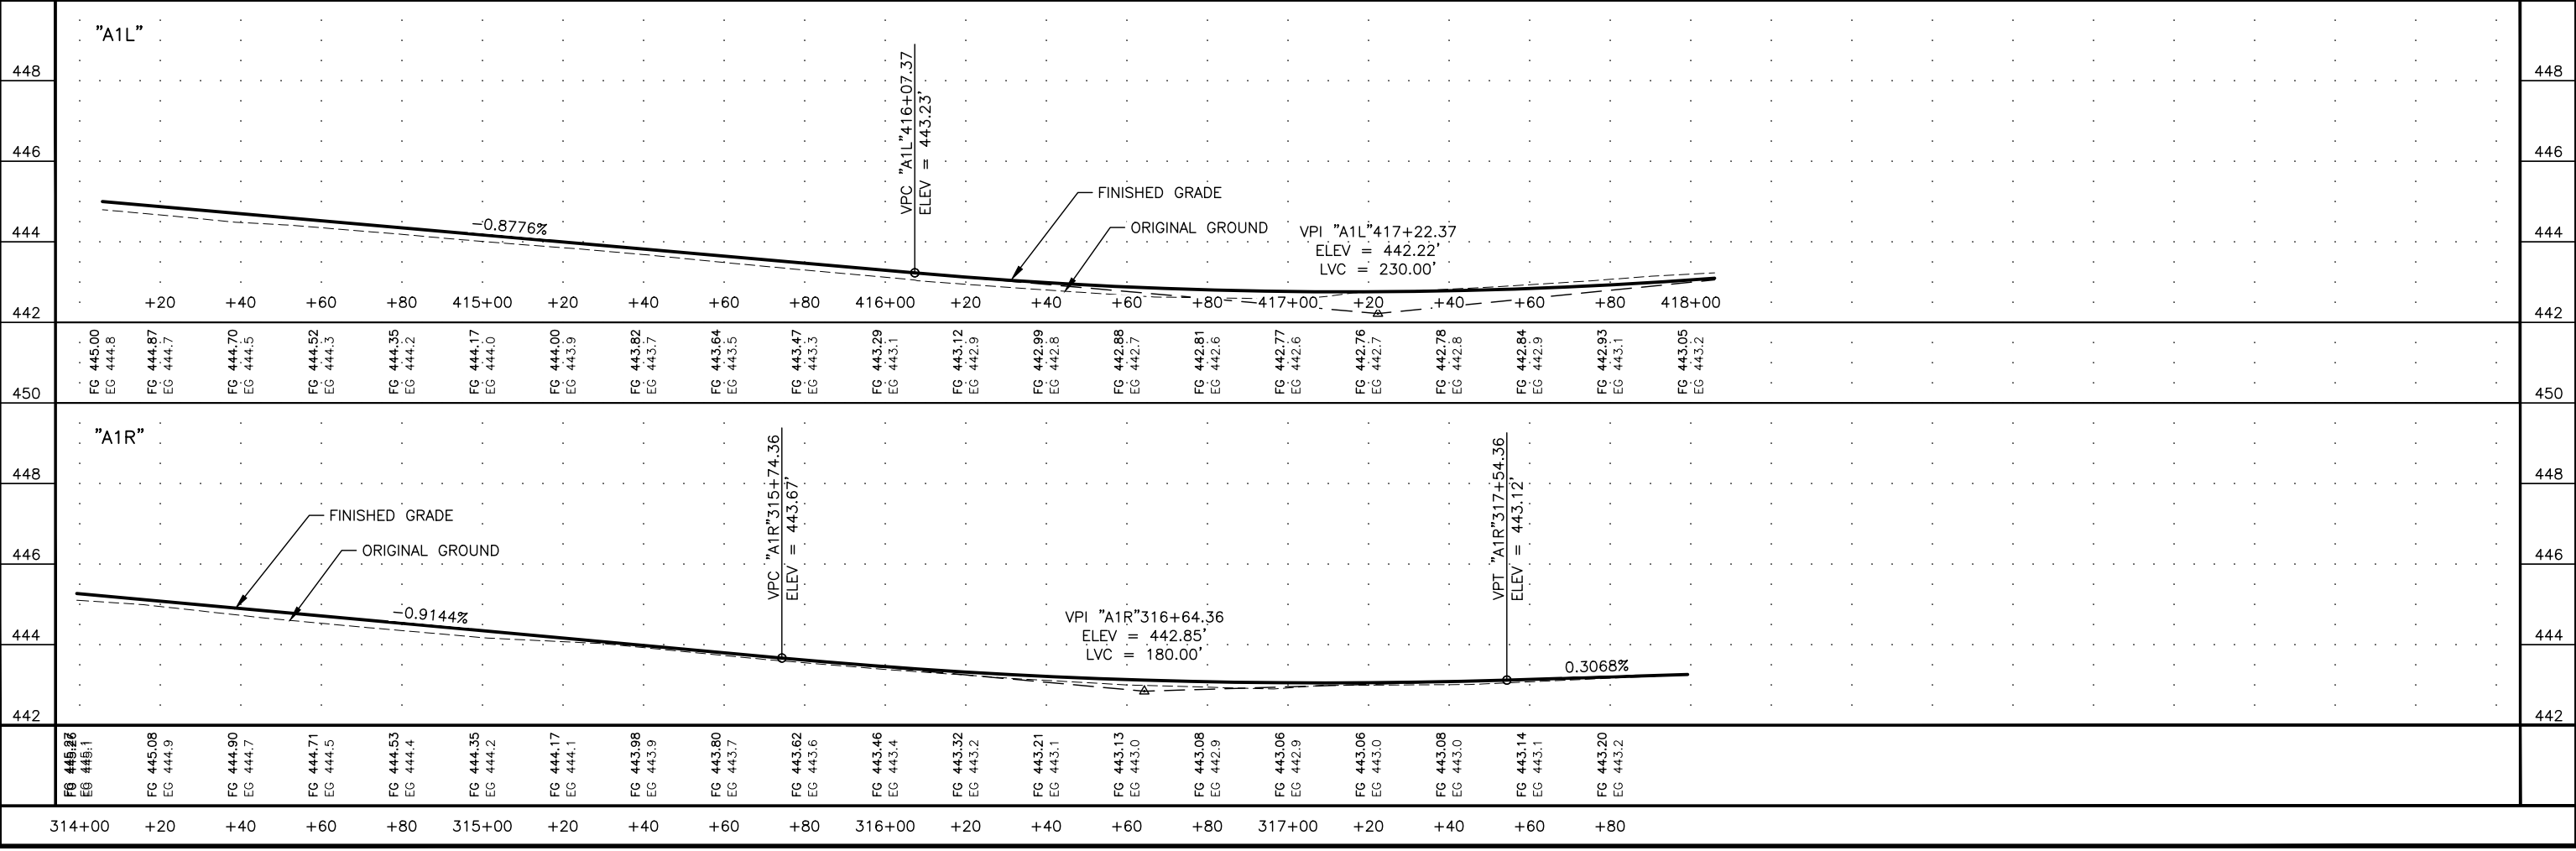 "A1L"
448
448
446
446
444
444
442
442
450
450
VPC "A1L"416+07.37
ELEV = 443.23'
FINISHED GRADE
ORIGINAL GROUND
-0.8776%
VPI "A1L"417+22.37
ELEV = 442.22'
LVC = 230.00'
+20 +40 +60 +80 415+00 +20 +40 +60 +80 416+00 +20 +40 +60 +80 417+00 +20 +40 +60 +80 418+00
FG 445.00
EG 444.8
FG 444.87
EG 444.7
FG 444.70
EG 444.5
FG 444.52
EG 444.3
FG 444.35
EG 444.2
FG 444.17
EG 444.0
FG 444.00
EG 443.9
FG 443.82
EG 443.7
FG 443.64
EG 443.5
FG 443.47
EG 443.3
FG 443.29
EG 443.1
FG 443.12
EG 442.9
FG 442.99
EG 442.8
FG 442.88
EG 442.7
FG 442.81
EG 442.6
FG 442.77
EG 442.6
FG 442.76
EG 442.7
FG 442.78
EG 442.8
FG 442.84
EG 442.9
FG 442.93
EG 443.1
FG 443.05
EG 443.2
"A1R"
448
448
446
446
444
444
442
442
FINISHED GRADE
ORIGINAL GROUND
-0.9144%
VPC "A1R"315+74.36
ELEV = 443.67'
VPI "A1R"316+64.36
ELEV = 442.85'
LVC = 180.00'
VPT "A1R"317+54.36
ELEV = 443.12'
0.3068%
FG 445.08
EG 444.9
FG 444.90
EG 444.7
FG 444.71
EG 444.5
FG 444.53
EG 444.4
FG 444.35
EG 444.2
FG 444.17
EG 444.1
FG 443.98
EG 443.9
FG 443.80
EG 443.7
FG 443.62
EG 443.6
FG 443.46
EG 443.4
FG 443.32
EG 443.2
FG 443.21
EG 443.1
FG 443.13
EG 443.0
FG 443.08
EG 442.9
FG 443.06
EG 442.9
FG 443.06
EG 443.0
FG 443.08
EG 443.0
FG 443.14
EG 443.1
FG 443.20
EG 443.2
314+00 +20 +40 +60 +80 315+00 +20 +40 +60 +80 316+00 +20 +40 +60 +80 317+00 +20 +40 +60 +80